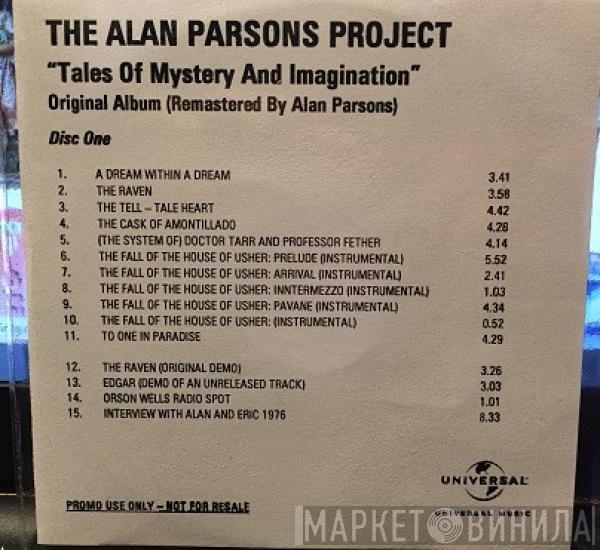 THE ALAN PARSONS PROJECT
“Tales Of Mystery And Imagination”
Original Album (Remastered By Alan Parsons)
Disc One
1. A DREAM WITHIN A DREAM 3.41
2. THE RAVEN 3.58
3. THE TELL – TALE HEART 4.42
4. THE CASK OF AMONTILLADO 4.28
5. (THE SYSTEM OF) DOCTOR TARR AND PROFESSOR FETHER 4.14
6. THE FALL OF THE HOUSE OF USHER: PRELUDE (INSTRUMENTAL) 5.52
7. THE FALL OF THE HOUSE OF USHER: ARRIVAL (INSTRUMENTAL) 2.41
8. THE FALL OF THE HOUSE OF USHER: INNTERMEZZO (INSTRUMENTAL) 1.03
9. THE FALL OF THE HOUSE OF USHER: PAVANE (INSTRUMENTAL) 4.34
10. THE FALL OF THE HOUSE OF USHER: (INSTRUMENTAL) 0.52
11. TO ONE IN PARADISE 4.29
12. THE RAVEN (ORIGINAL DEMO) 3.26
13. EDGAR (DEMO OF AN UNRELEASED TRACK) 3.03
14. ORSON WELLS RADIO SPOT 1.01
15. INTERVIEW WITH ALAN AND ERIC 1976 8.33
UNIVERSAL
PROMO USE ONLY – NOT FOR RESALE
UNIVERSAL MUSIC
МАРКЕТОВИНИЛА